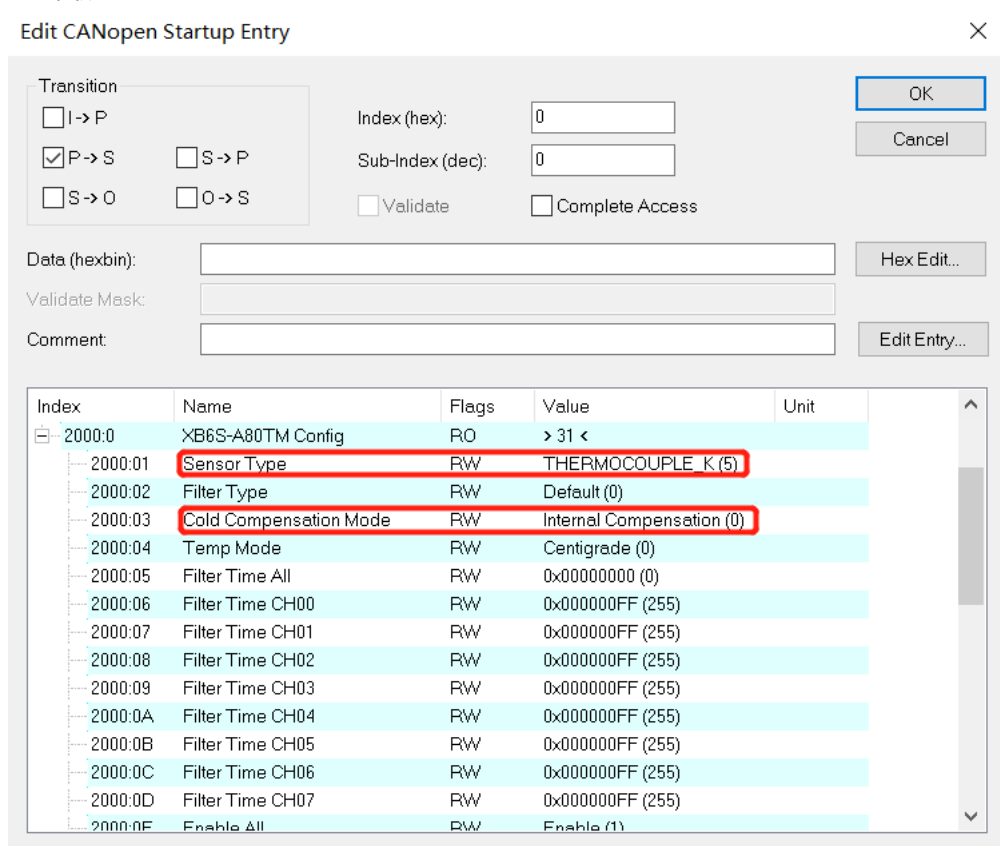 Edit CANopen Startup Entry
Transition
I -> P
P -> S
S -> P
S -> O
O -> S
Index (hex):
0
Sub-Index (dec):
0
Validate
Complete Access
OK
Cancel
Data (hexbin):
Hex Edit...
Validate Mask:
Comment:
Edit Entry...
Index Name Flags Value Unit
2000:0 XB6S-A80TM Config RO > 31 <
2000:01 Sensor Type RW THERMOCOUPLE_K (5)
2000:02 Filter Type RW Default (0)
2000:03 Cold Compensation Mode RW Internal Compensation (0)
2000:04 Temp Mode RW Centigrade (0)
2000:05 Filter Time All RW 0x00000000 (0)
2000:06 Filter Time CH00 RW 0x000000FF (255)
2000:07 Filter Time CH01 RW 0x000000FF (255)
2000:08 Filter Time CH02 RW 0x000000FF (255)
2000:09 Filter Time CH03 RW 0x000000FF (255)
2000:0A Filter Time CH04 RW 0x000000FF (255)
2000:0B Filter Time CH05 RW 0x000000FF (255)
2000:0C Filter Time CH06 RW 0x000000FF (255)
2000:0D Filter Time CH07 RW 0x000000FF (255)
2000:0E Enable All RW Enable (1)